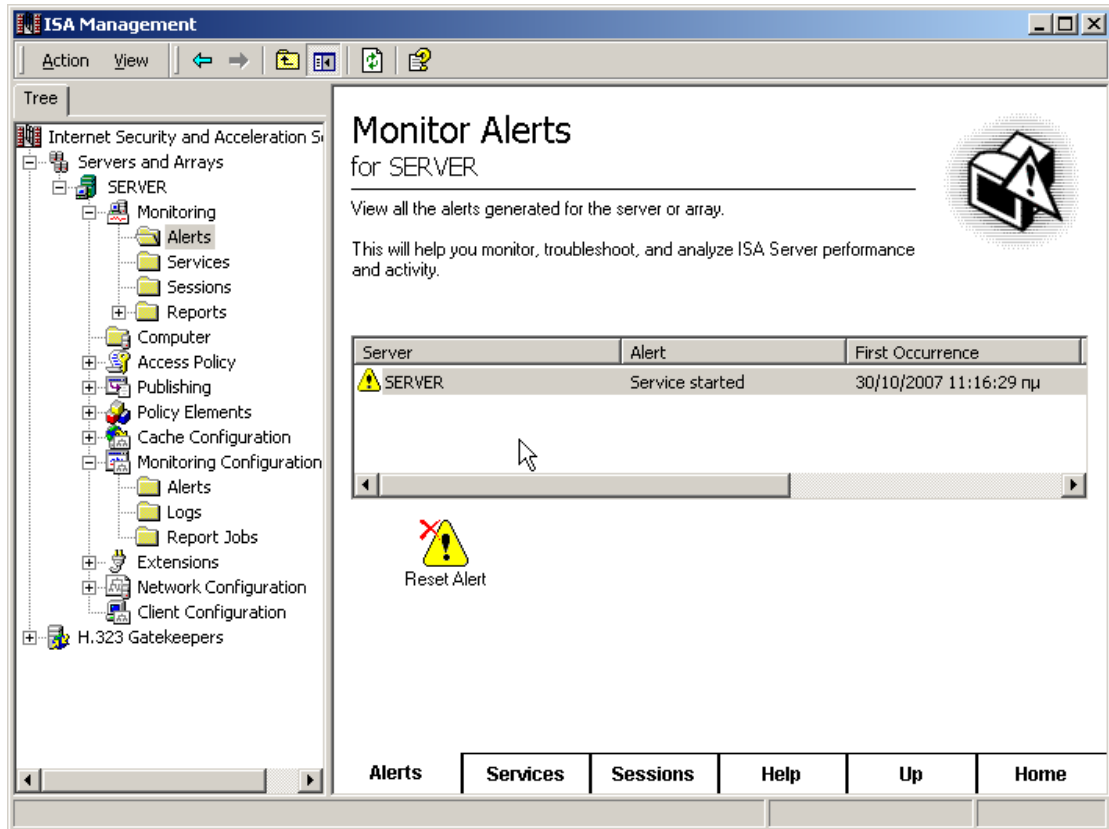 ISA Management
Action View
Tree
Internet Security and Acceleration S
Servers and Arrays
SERVER
Monitoring
Alerts
Services
Sessions
Reports
Computer
Access Policy
Publishing
Policy Elements
Cache Configuration
Monitoring Configuration
Alerts
Logs
Report Jobs
Extensions
Network Configuration
Client Configuration
H.323 Gatekeepers
Monitor Alerts
for SERVER
View all the alerts generated for the server or array.
This will help you monitor, troubleshoot, and analyze ISA Server performance
and activity.
Server Alert First Occurrence
SERVER Service started 30/10/2007 11:16:29 πμ
Reset Alert
Alerts Services Sessions Help Up Home